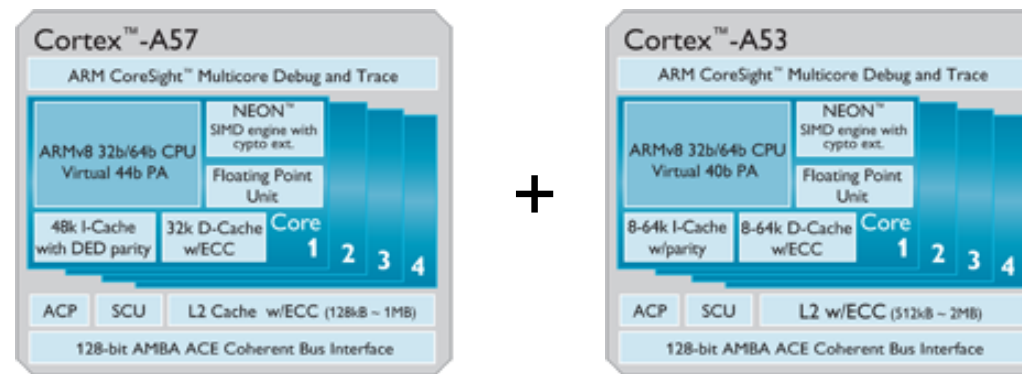 Cortex™-A57
ARM CoreSight™ Multicore Debug and Trace
ARMv8 32b/64b CPU
Virtual 44b PA
NEON™
SIMD engine with
cypto ext.
Floating Point
Unit
48k I-Cache
with DED parity
32k D-Cache
w/ECC
Core
1
2
3
4
ACP
SCU
L2 Cache w/ECC (128kB ~ 1MB)
128-bit AMBA ACE Coherent Bus Interface
+
Cortex™-A53
ARM CoreSight™ Multicore Debug and Trace
ARMv8 32b/64b CPU
Virtual 40b PA
NEON™
SIMD engine with
cypto ext.
Floating Point
Unit
8-64k I-Cache
w/parity
8-64k D-Cache
w/ECC
Core
1
2
3
4
ACP
SCU
L2 w/ECC (512kB ~ 2MB)
128-bit AMBA ACE Coherent Bus Interface